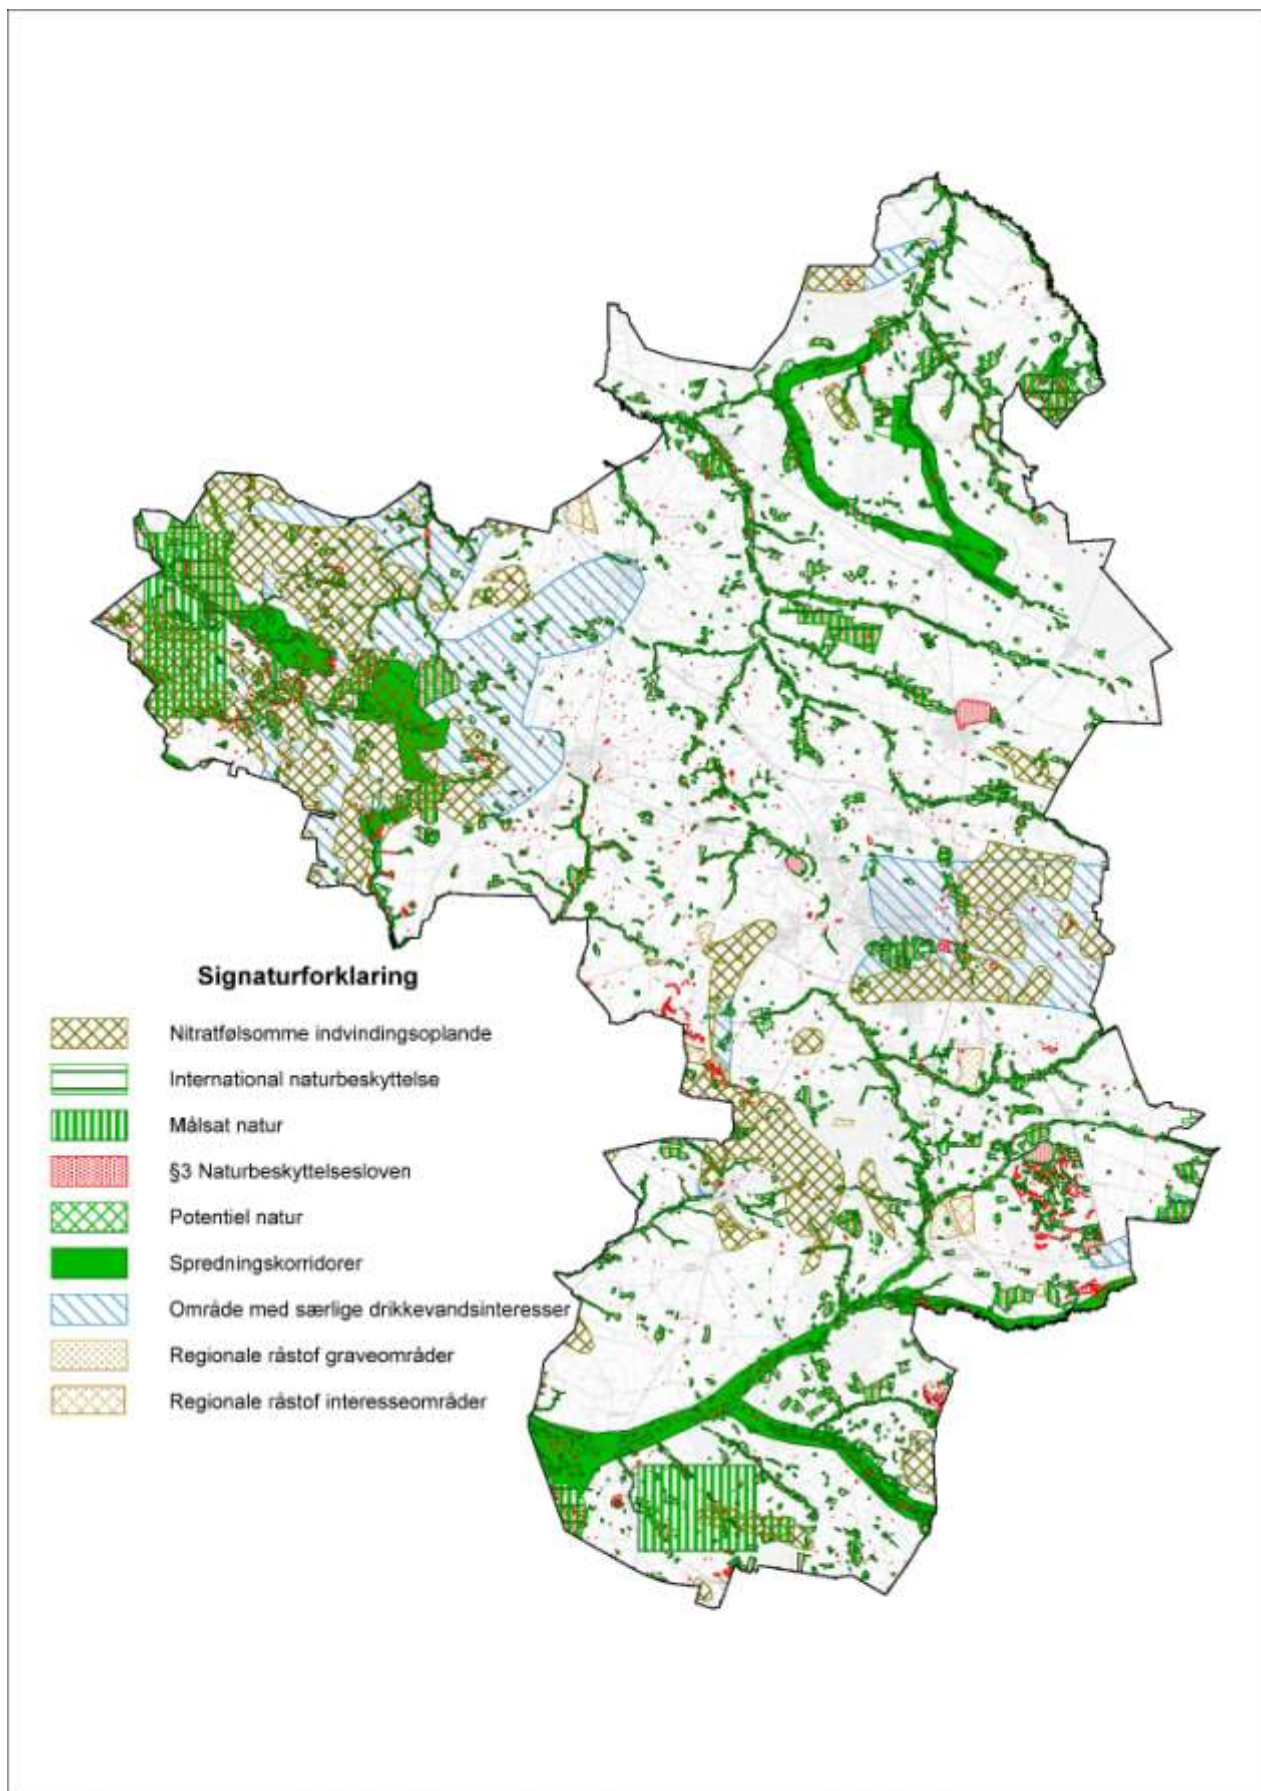 Signaturforklaring
Nitratfølsomme indvindingsoplande
International naturbeskyttelse
Målsat natur
§3 Naturbeskyttelsesloven
Potentiel natur
Spredningskorridorer
Område med særlige drikkevandsinteresser
Regionale råstof graveområder
Regionale råstof interesseområder